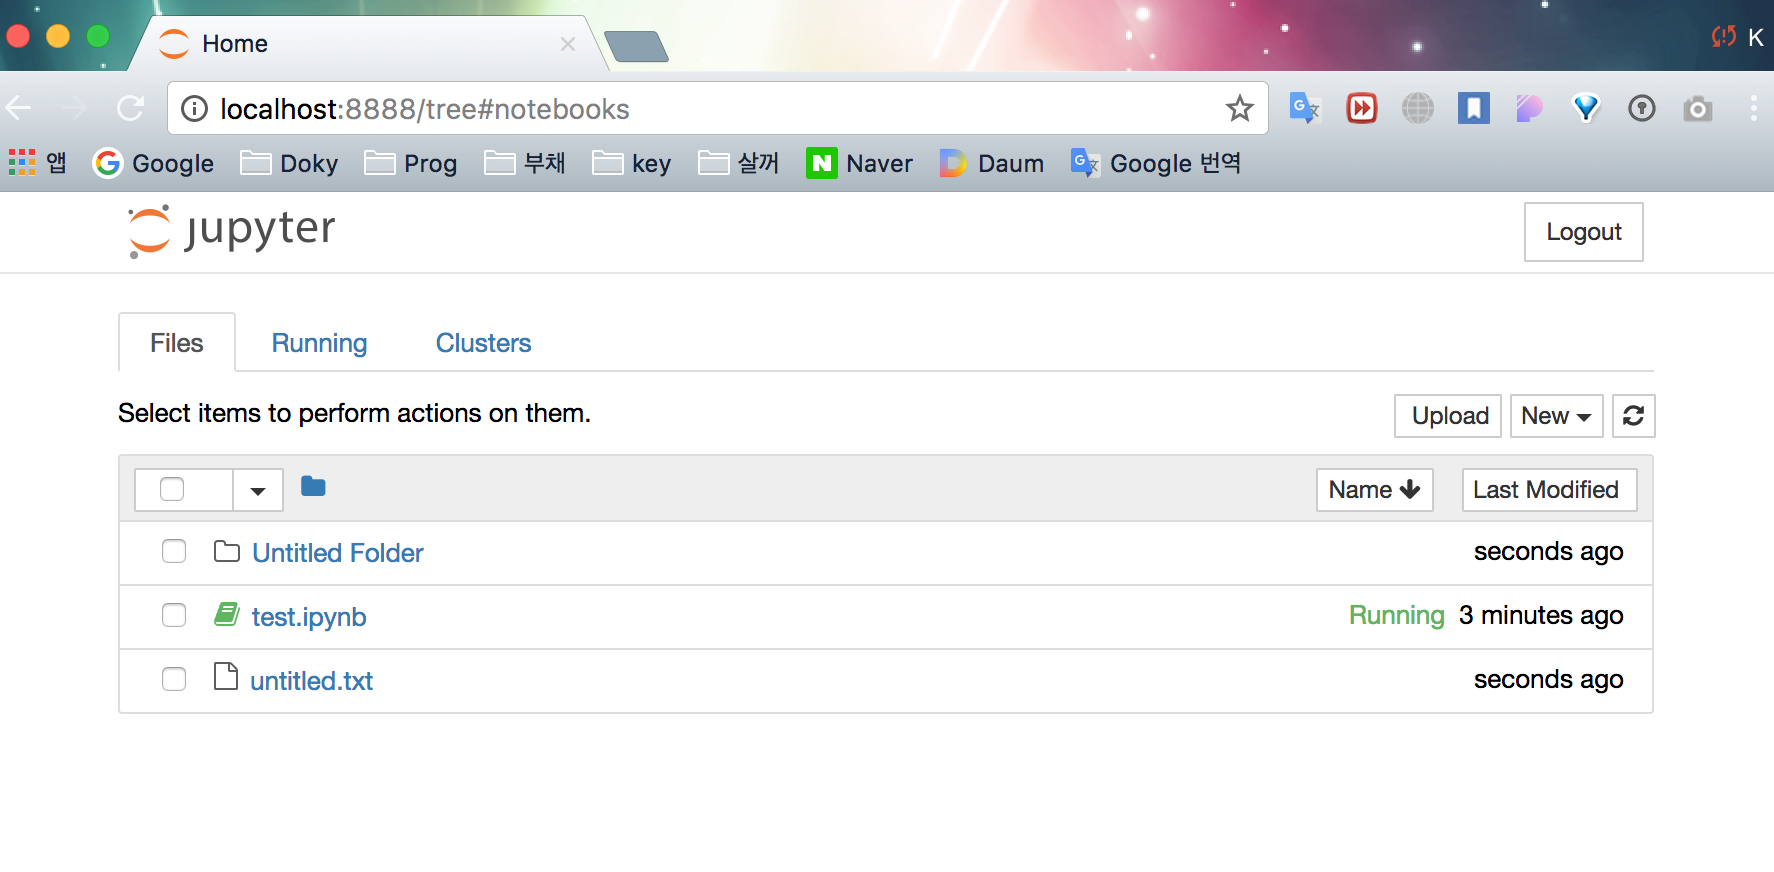 Home
K
localhost:8888/tree#notebooks
앱 Google Doky Prog 부채 key 살꺼 N Naver Daum Google 번역
jupyter Logout
Files Running Clusters
Select items to perform actions on them. Upload New
Name Last Modified
Untitled Folder seconds ago
test.ipynb Running 3 minutes ago
untitled.txt seconds ago